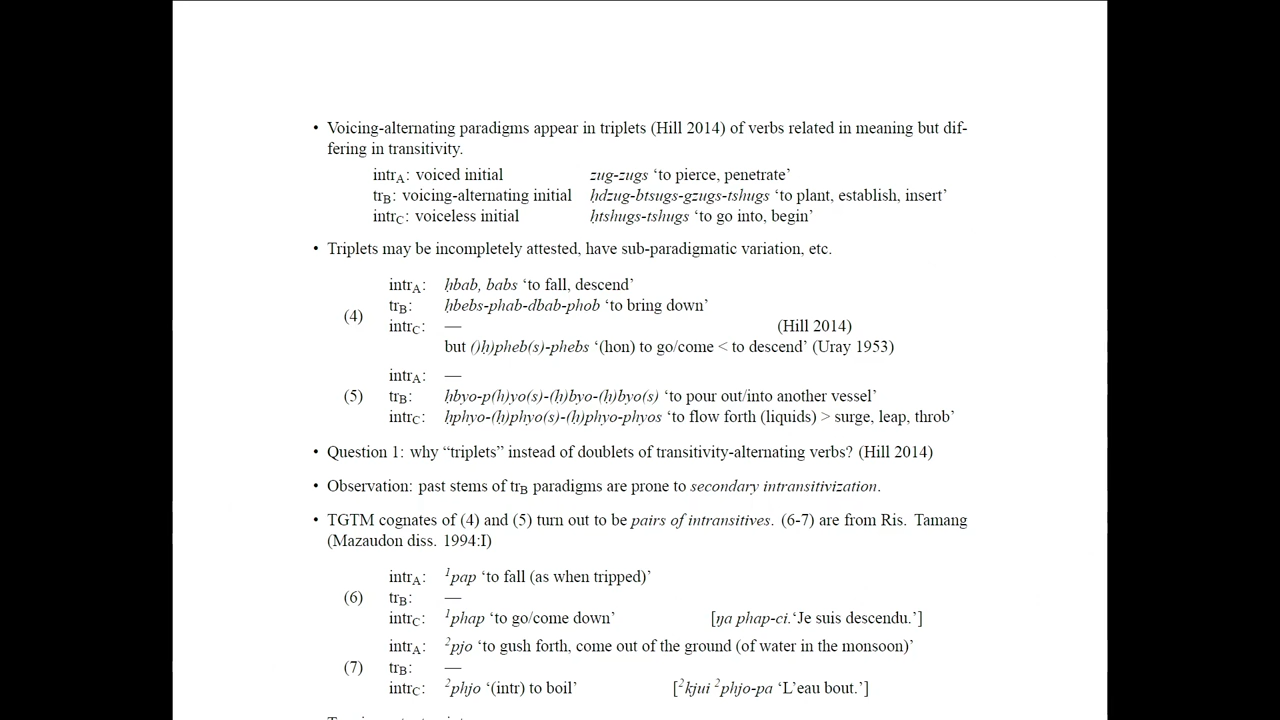 • Voicing-alternating paradigms appear in triplets (Hill 2014) of verbs related in meaning but dif-
fering in transitivity.
intrA: voiced initial zug-zugs ‘to pierce, penetrate’
trB: voicing-alternating initial ḥdzug-btsugs-gzugs-tshugs ‘to plant, establish, insert’
intrC: voiceless initial ḥtshugs-tshugs ‘to go into, begin’
• Triplets may be incompletely attested, have sub-paradigmatic variation, etc.
intrA: ḥbab, babs ‘to fall, descend’
(4) trB: ḥbebs-phab-dbab-phob ‘to bring down’
intrC: — (Hill 2014)
but ()ḥ)pheb(s)-phebs ‘(hon) to go/come < to descend’ (Uray 1953)
intrA: —
(5) trB: ḥbyo-p(h)yo(s)-(ḥ)byo-(ḥ)byo(s) ‘to pour out/into another vessel’
intrC: ḥphyo-(ḥ)phyo(s)-(ḥ)phyo-phyos ‘to flow forth (liquids) > surge, leap, throb’
• Question 1: why “triplets” instead of doublets of transitivity-alternating verbs? (Hill 2014)
• Observation: past stems of trB paradigms are prone to secondary intransitivization.
• TGTM cognates of (4) and (5) turn out to be pairs of intransitives. (6-7) are from Ris. Tamang
(Mazaudon diss. 1994:I)
intrA: ¹pap ‘to fall (as when tripped)’
(6) trB: —
intrC: ¹phap ‘to go/come down’ [ŋa phap-ci.‘Je suis descendu.’]
intrA: ²pjo ‘to gush forth, come out of the ground (of water in the monsoon)’
(7) trB: —
intrC: ²phjo ‘(intr) to boil’ [²kjui ²phjo-pa ‘L’eau bout.’]